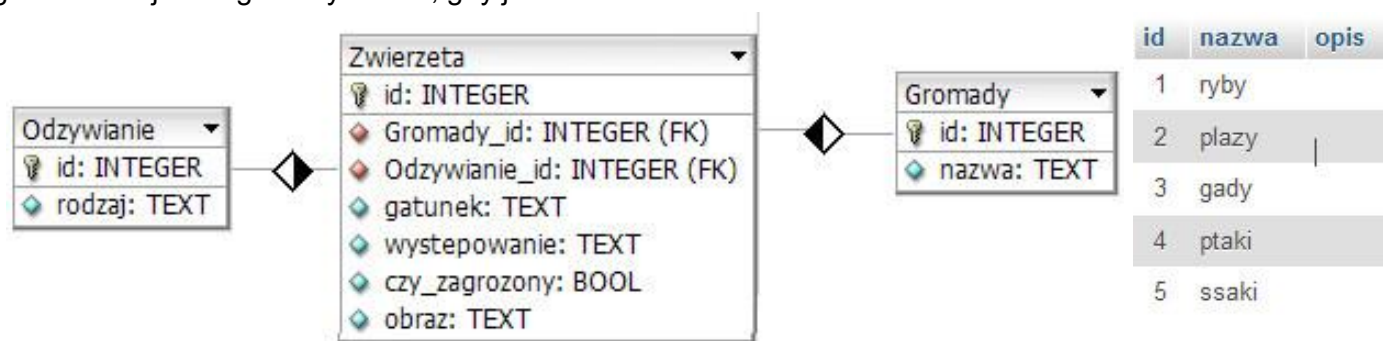 Odzywianie
id: INTEGER
rodzaj: TEXT
Zwierzeta
id: INTEGER
Gromady_id: INTEGER (FK)
Odzywianie_id: INTEGER (FK)
gatunek: TEXT
wystepowanie: TEXT
czy_zagrozony: BOOL
obraz: TEXT
Gromady
id: INTEGER
nazwa: TEXT
id nazwa opis
1 ryby
2 plazy
3 gady
4 ptaki
5 ssaki